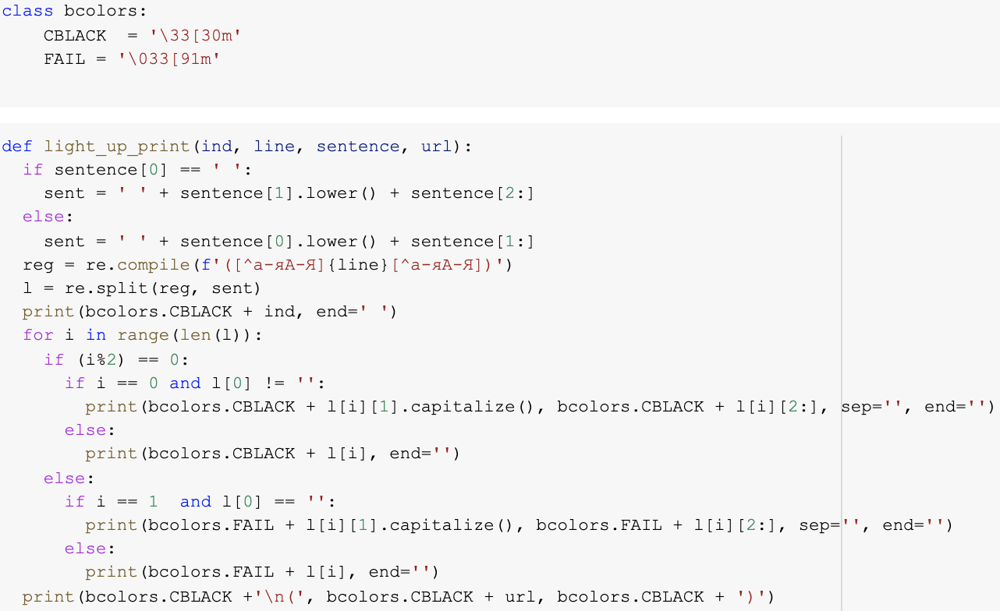 class bcolors:
    CBLACK  = '\33[30m'
    FAIL = '\033[91m'
def light_up_print(ind, line, sentence, url):
  if sentence[0] == ' ':
    sent = ' ' + sentence[1].lower() + sentence[2:]
  else:
    sent = ' ' + sentence[0].lower() + sentence[1:]
  reg = re.compile(f'([^а-яА-Я]{line}[^а-яА-Я])')
  l = re.split(reg, sent)
  print(bcolors.CBLACK + ind, end=' ')
  for i in range(len(l)):
    if (i%2) == 0:
      if i == 0 and l[0] != '':
        print(bcolors.CBLACK + l[i][1].capitalize(), bcolors.CBLACK + l[i][2:], sep='', end='')
      else:
        print(bcolors.CBLACK + l[i], end='')
    else:
      if i == 1  and l[0] == '':
        print(bcolors.FAIL + l[i][1].capitalize(), bcolors.FAIL + l[i][2:], sep='', end='')
      else:
        print(bcolors.FAIL + l[i], end='')
  print(bcolors.CBLACK +'\n(', bcolors.CBLACK + url, bcolors.CBLACK + ')')